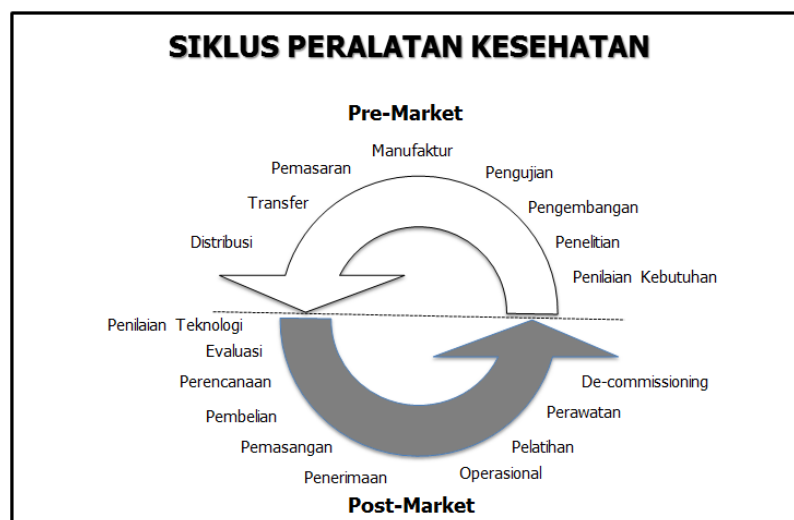 SIKLUS PERALATAN KESEHATAN
Pre-Market
Manufaktur
Pemasaran
Pengujian
Transfer
Pengembangan
Distribusi
Penelitian
Penilaian Kebutuhan
Penilaian Teknologi
Evaluasi
Perencanaan
De-commissioning
Pembelian
Perawatan
Pemasangan
Pelatihan
Penerimaan
Operasional
Post-Market